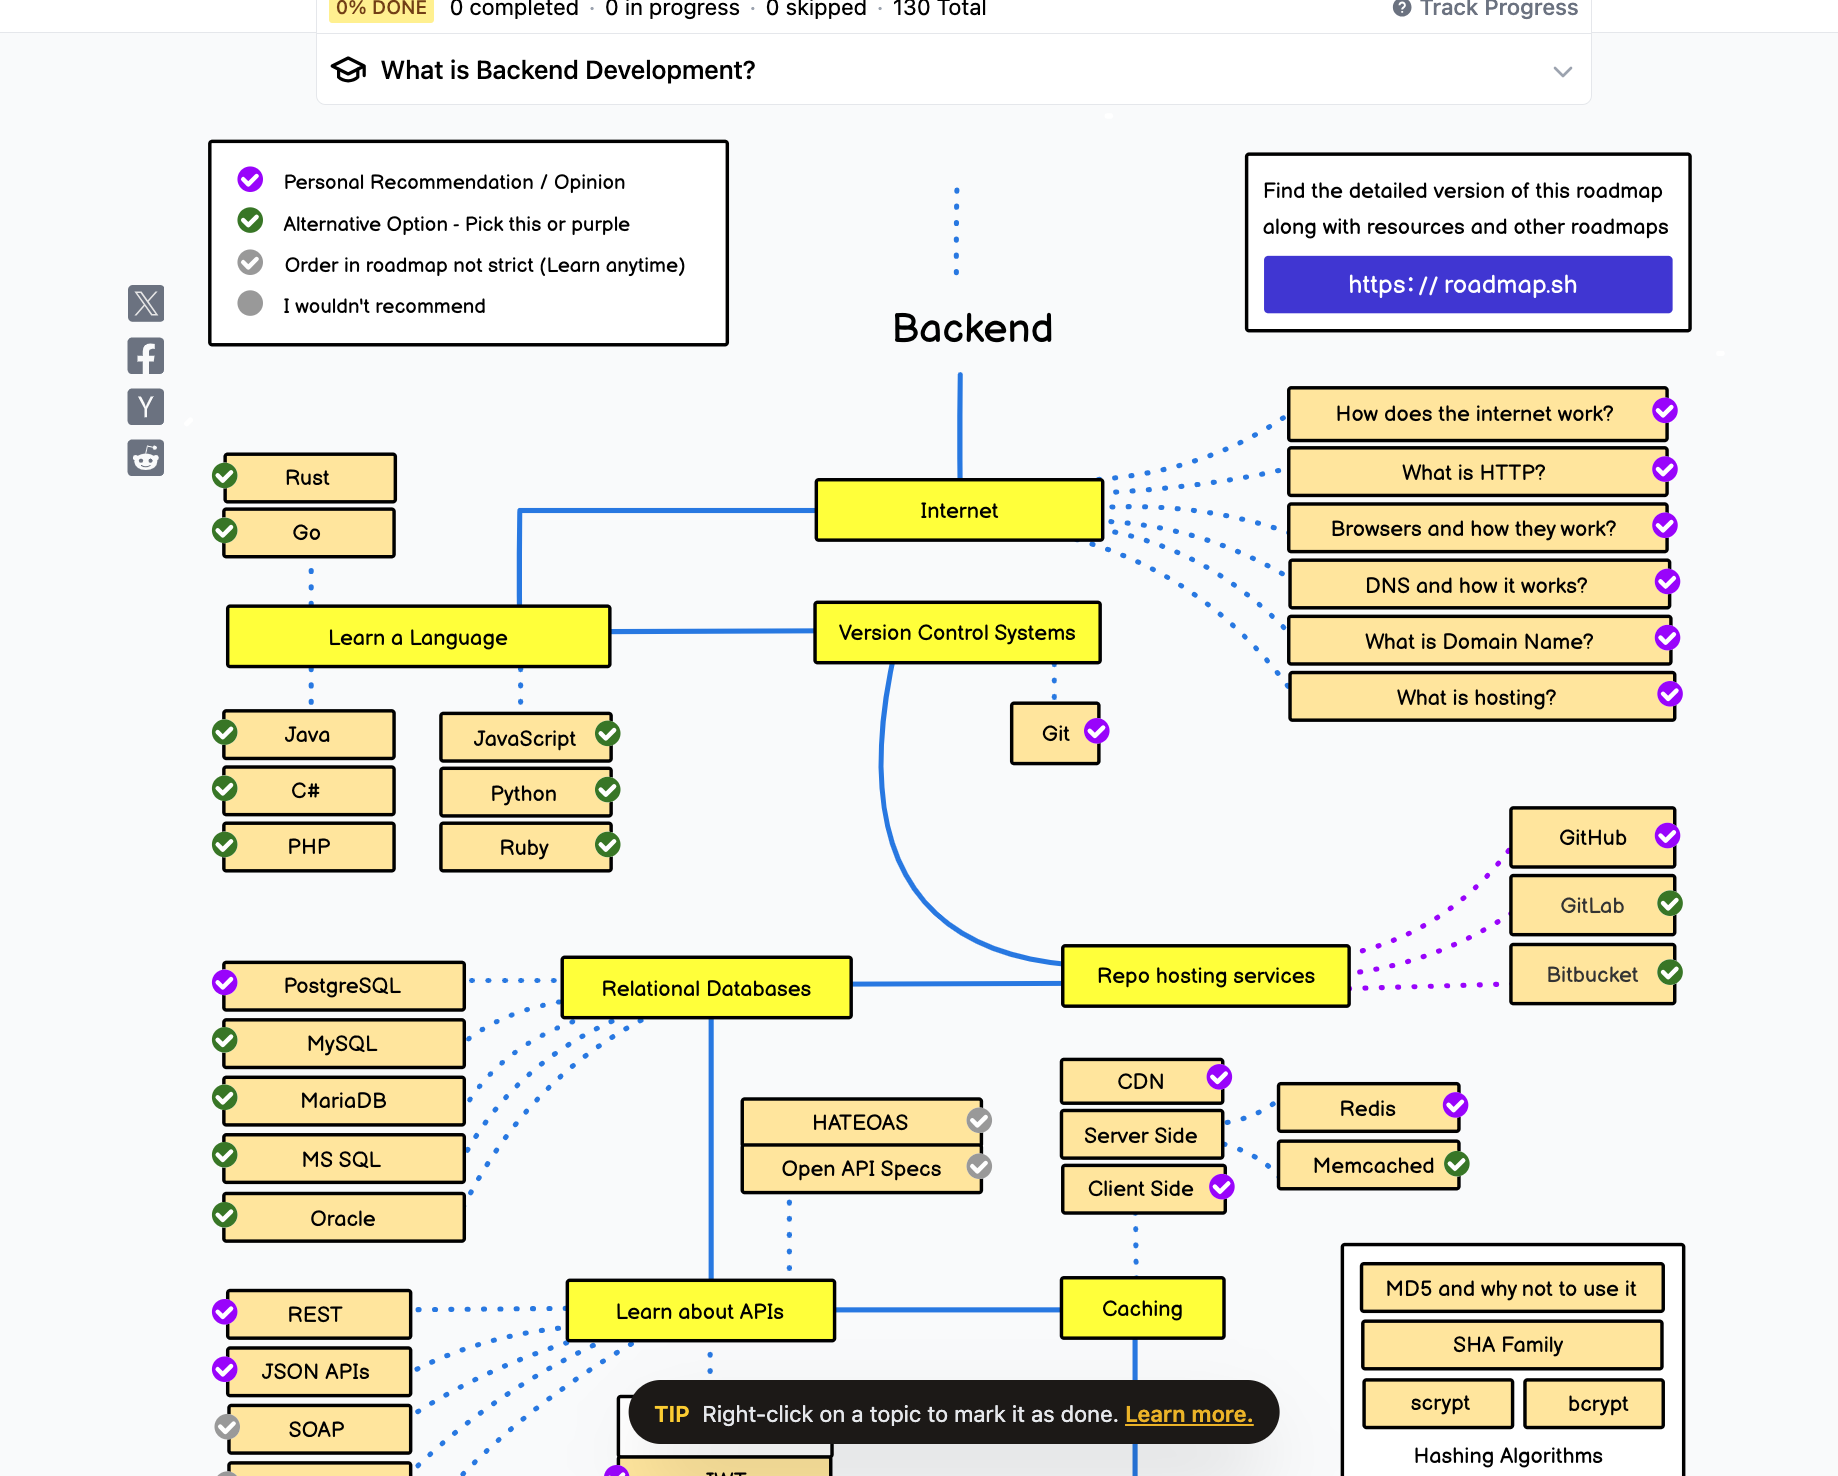 0% DONE 0 completed · 0 in progress · 0 skipped · 130 Total
Track Progress
What is Backend Development?
Personal Recommendation / Opinion
Alternative Option - Pick this or purple
Order in roadmap not strict (Learn anytime)
I wouldn't recommend
Find the detailed version of this roadmap
along with resources and other roadmaps
https://roadmap.sh
Backend
Internet
How does the internet work?
What is HTTP?
Browsers and how they work?
DNS and how it works?
What is Domain Name?
What is hosting?
Rust
Go
Learn a Language
Version Control Systems
Git
Java
C#
PHP
JavaScript
Python
Ruby
GitHub
GitLab
Bitbucket
Repo hosting services
Relational Databases
PostgreSQL
MySQL
MariaDB
MS SQL
Oracle
HATEOAS
Open API Specs
CDN
Server Side
Client Side
Redis
Memcached
Learn about APIs
Caching
REST
JSON APIs
SOAP
MD5 and why not to use it
SHA Family
scrypt
bcrypt
Hashing Algorithms
TIP Right-click on a topic to mark it as done. Learn more.
JWT